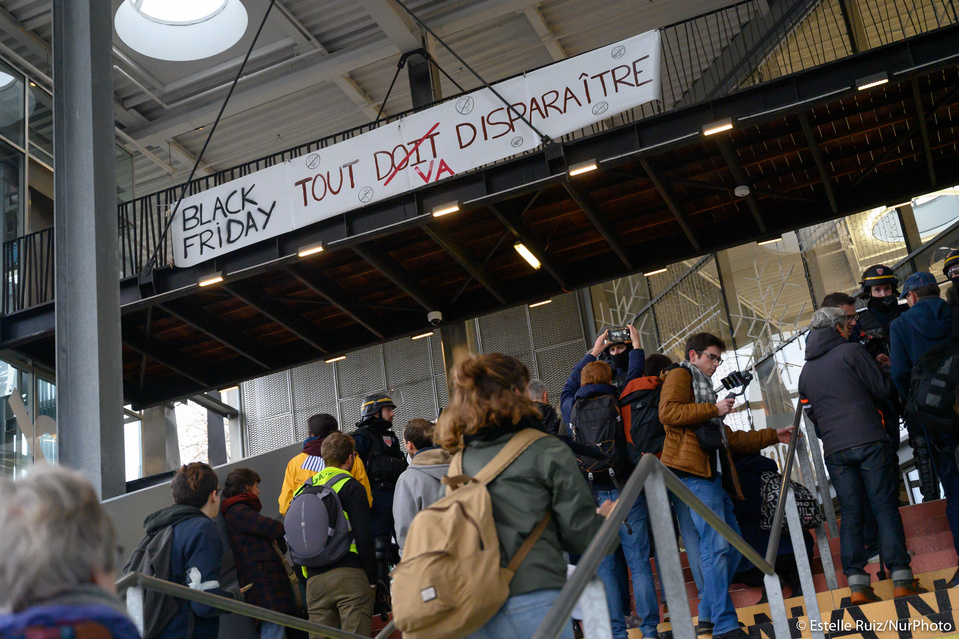 BLACK
FRIDAY
TOUT DOIT DISPARAÎTRE
VA
© Estelle Ruiz/NurPhoto